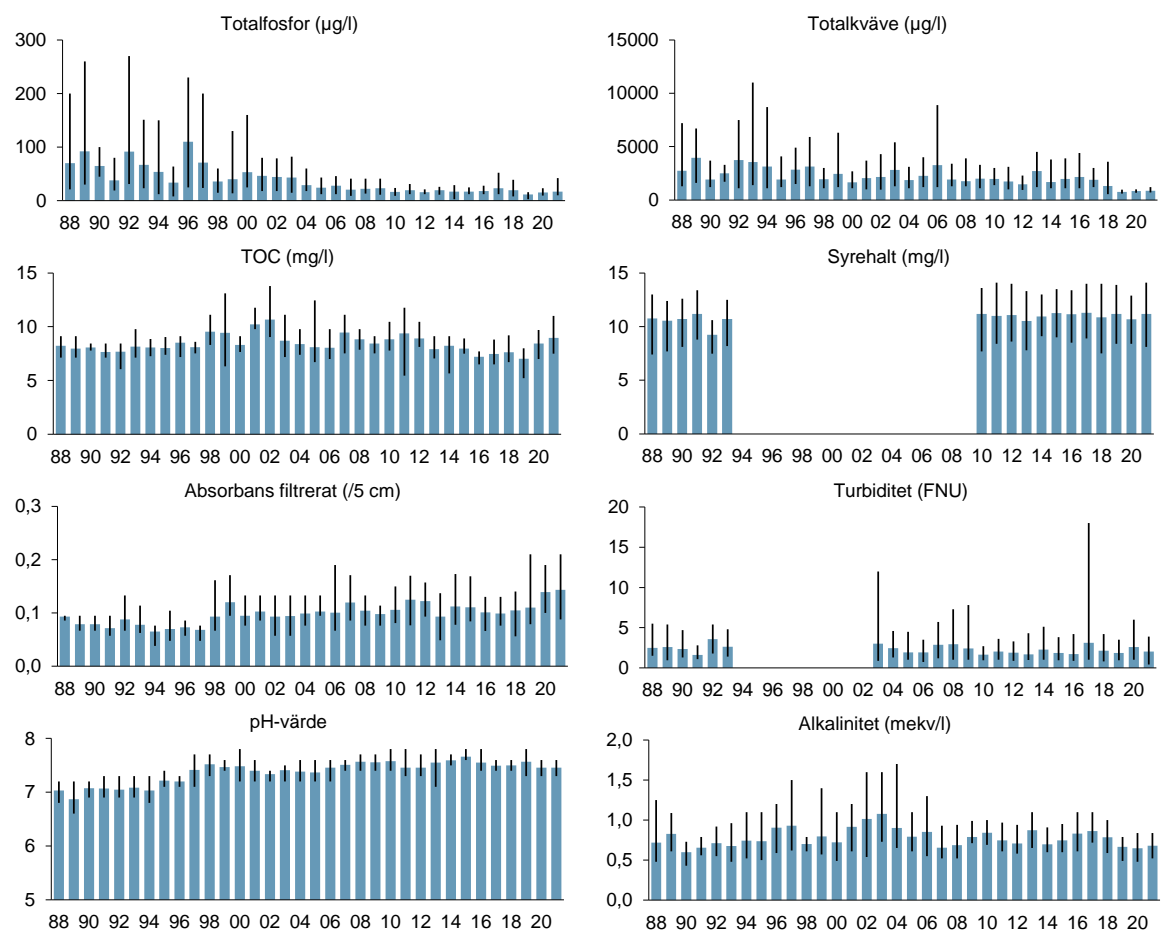 Totalfosfor (µg/l)
300
200
100
0
88 90 92 94 96 98 00 02 04 06 08 10 12 14 16 18 20
Totalkväve (µg/l)
15000
10000
5000
0
88 90 92 94 96 98 00 02 04 06 08 10 12 14 16 18 20
TOC (mg/l)
15
10
5
0
88 90 92 94 96 98 00 02 04 06 08 10 12 14 16 18 20
Syrehalt (mg/l)
15
10
5
0
88 90 92 94 96 98 00 02 04 06 08 10 12 14 16 18 20
Absorbans filtrerat (/5 cm)
0,3
0,2
0,1
0,0
88 90 92 94 96 98 00 02 04 06 08 10 12 14 16 18 20
Turbiditet (FNU)
20
15
10
5
0
88 90 92 94 96 98 00 02 04 06 08 10 12 14 16 18 20
pH-värde
8
7
6
5
88 90 92 94 96 98 00 02 04 06 08 10 12 14 16 18 20
Alkalinitet (mekv/l)
2,0
1,5
1,0
0,5
0,0
88 90 92 94 96 98 00 02 04 06 08 10 12 14 16 18 20